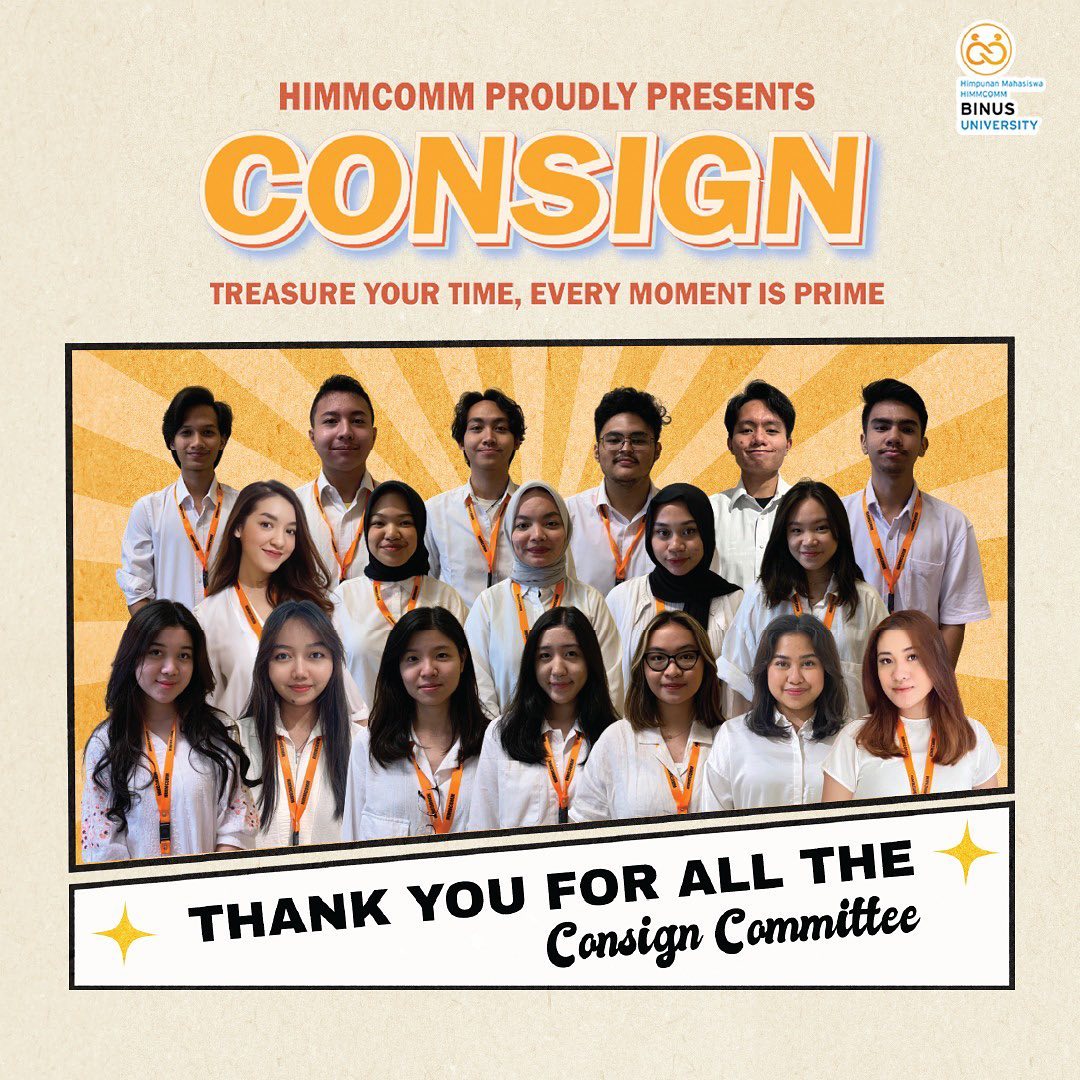 HIMMCOMM PROUDLY PRESENTS
Himpunan Mahasiswa
HIMMCOMM
BINUS
UNIVERSITY
CONSIGN
TREASURE YOUR TIME, EVERY MOMENT IS PRIME
THANK YOU FOR ALL THE
Consign Committee